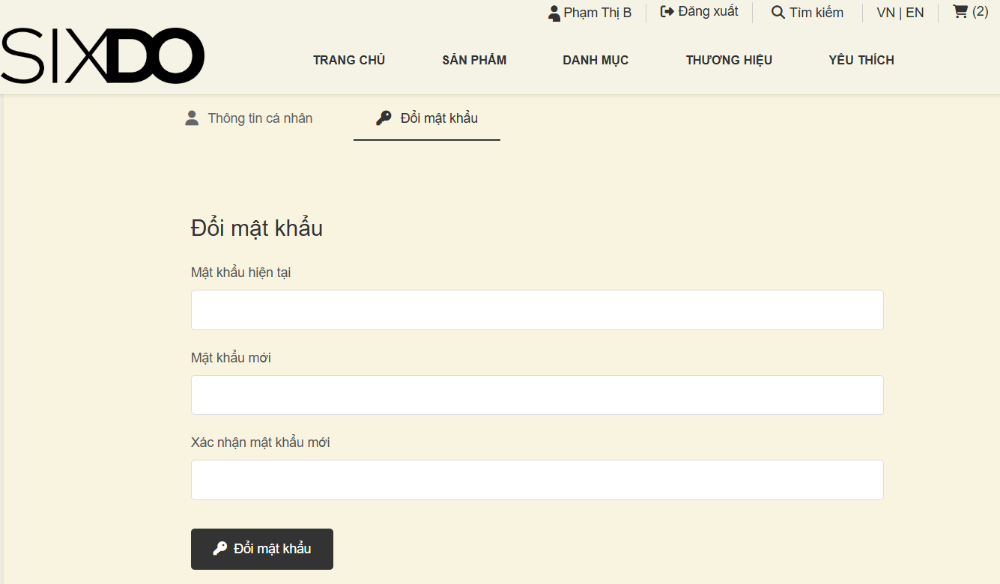 Phạm Thị B Đăng xuất Tìm kiếm VN | EN (2)
SIXDO
TRANG CHỦ SẢN PHẨM DANH MỤC THƯƠNG HIỆU YÊU THÍCH
Thông tin cá nhân Đổi mật khẩu
Đổi mật khẩu
Mật khẩu hiện tại
Mật khẩu mới
Xác nhận mật khẩu mới
Đổi mật khẩu